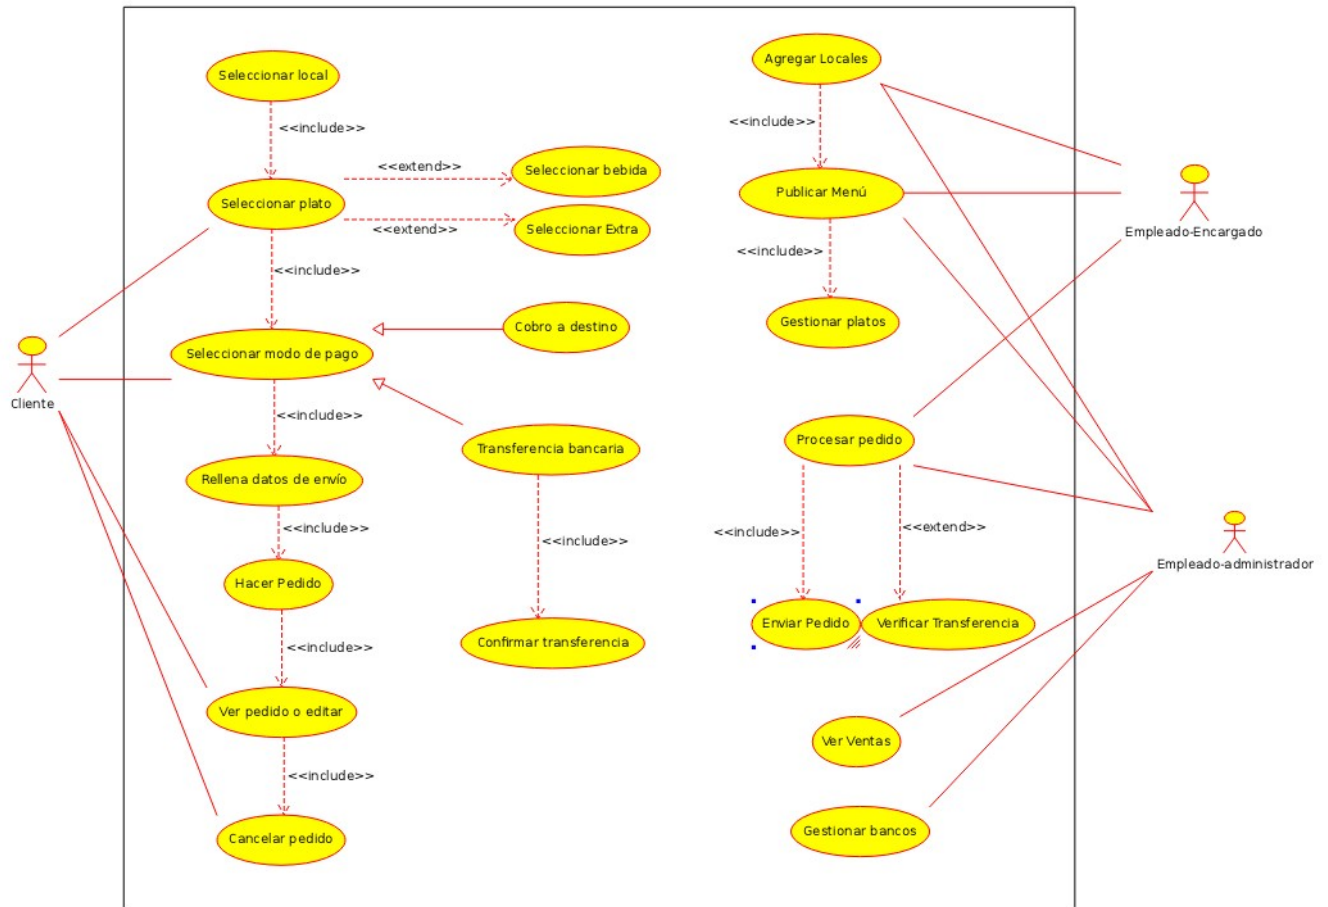 Seleccionar local
<<include>>
Seleccionar plato
<<extend>>
Seleccionar bebida
<<extend>>
Seleccionar Extra
<<include>>
Seleccionar modo de pago
Cobro a destino
<<include>>
Transferencia bancaria
Rellena datos de envío
<<include>>
<<include>>
Hacer Pedido
<<include>>
Confirmar transferencia
Ver pedido o editar
<<include>>
Cancelar pedido
Cliente
Agregar Locales
<<include>>
Publicar Menú
<<include>>
Gestionar platos
Procesar pedido
<<include>>
<<extend>>
Enviar Pedido
Verificar Transferencia
Ver Ventas
Gestionar bancos
Empleado-Encargado
Empleado-administrador